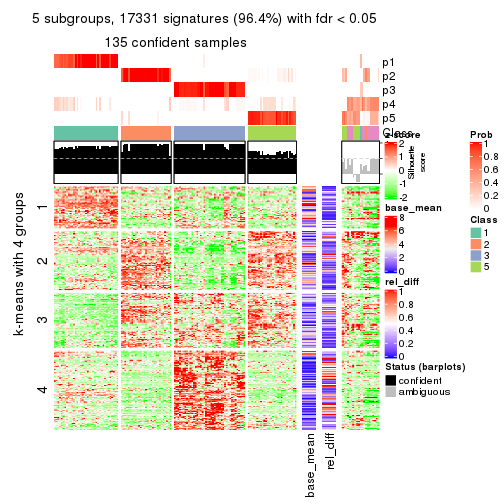 5 subgroups, 17331 signatures (96.4%) with fdr < 0.05
135 confident samples
p1
p2
p3
p4
p5
Class
z-score
2
1
0
-1
-2
Silhouette
score
Prob
1
0.8
0.6
0.4
0.2
0
base_mean
8
6
4
2
0
Class
1
2
3
5
rel_diff
1
0.8
0.6
0.4
0.2
0
Status (barplots)
confident
ambiguous
k-means with 4 groups
1
2
3
4
base_mean
rel_diff